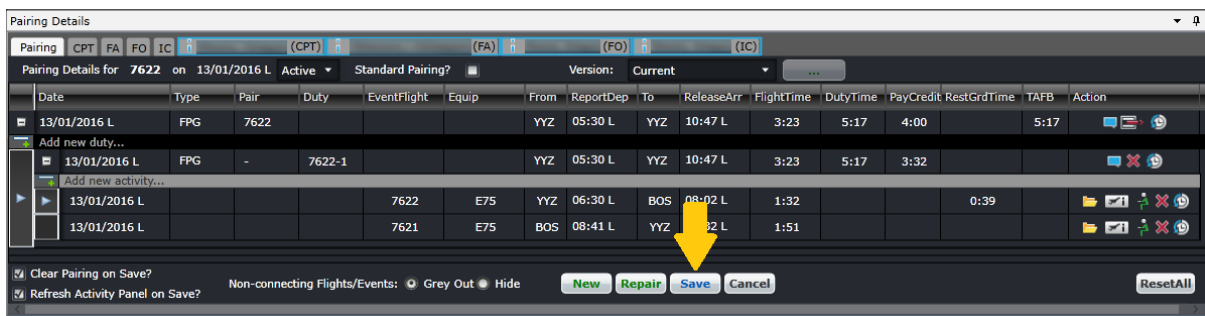 Pairing Details
Pairing CPT FA FO IC (CPT) (FA) (FO) (IC)
Pairing Details for 7622 on 13/01/2016 L Active Standard Pairing? Version: Current ...
Date Type Pair Duty EventFlight Equip From ReportDep To ReleaseArr FlightTime DutyTime PayCredit RestGrdTime TAFB Action
13/01/2016 L FPG 7622 YYZ 05:30 L YYZ 10:47 L 3:23 5:17 4:00 5:17
Add new duty...
13/01/2016 L FPG - 7622-1 YYZ 05:30 L YYZ 10:47 L 3:23 5:17 3:32
Add new activity...
13/01/2016 L 7622 E75 YYZ 06:30 L BOS 08:02 L 1:32 0:39
13/01/2016 L 7621 E75 BOS 08:41 L YYZ 1:51
Clear Pairing on Save?
Non-connecting Flights/Events: Grey Out Hide New Repair Save Cancel ResetAll
Refresh Activity Panel on Save?